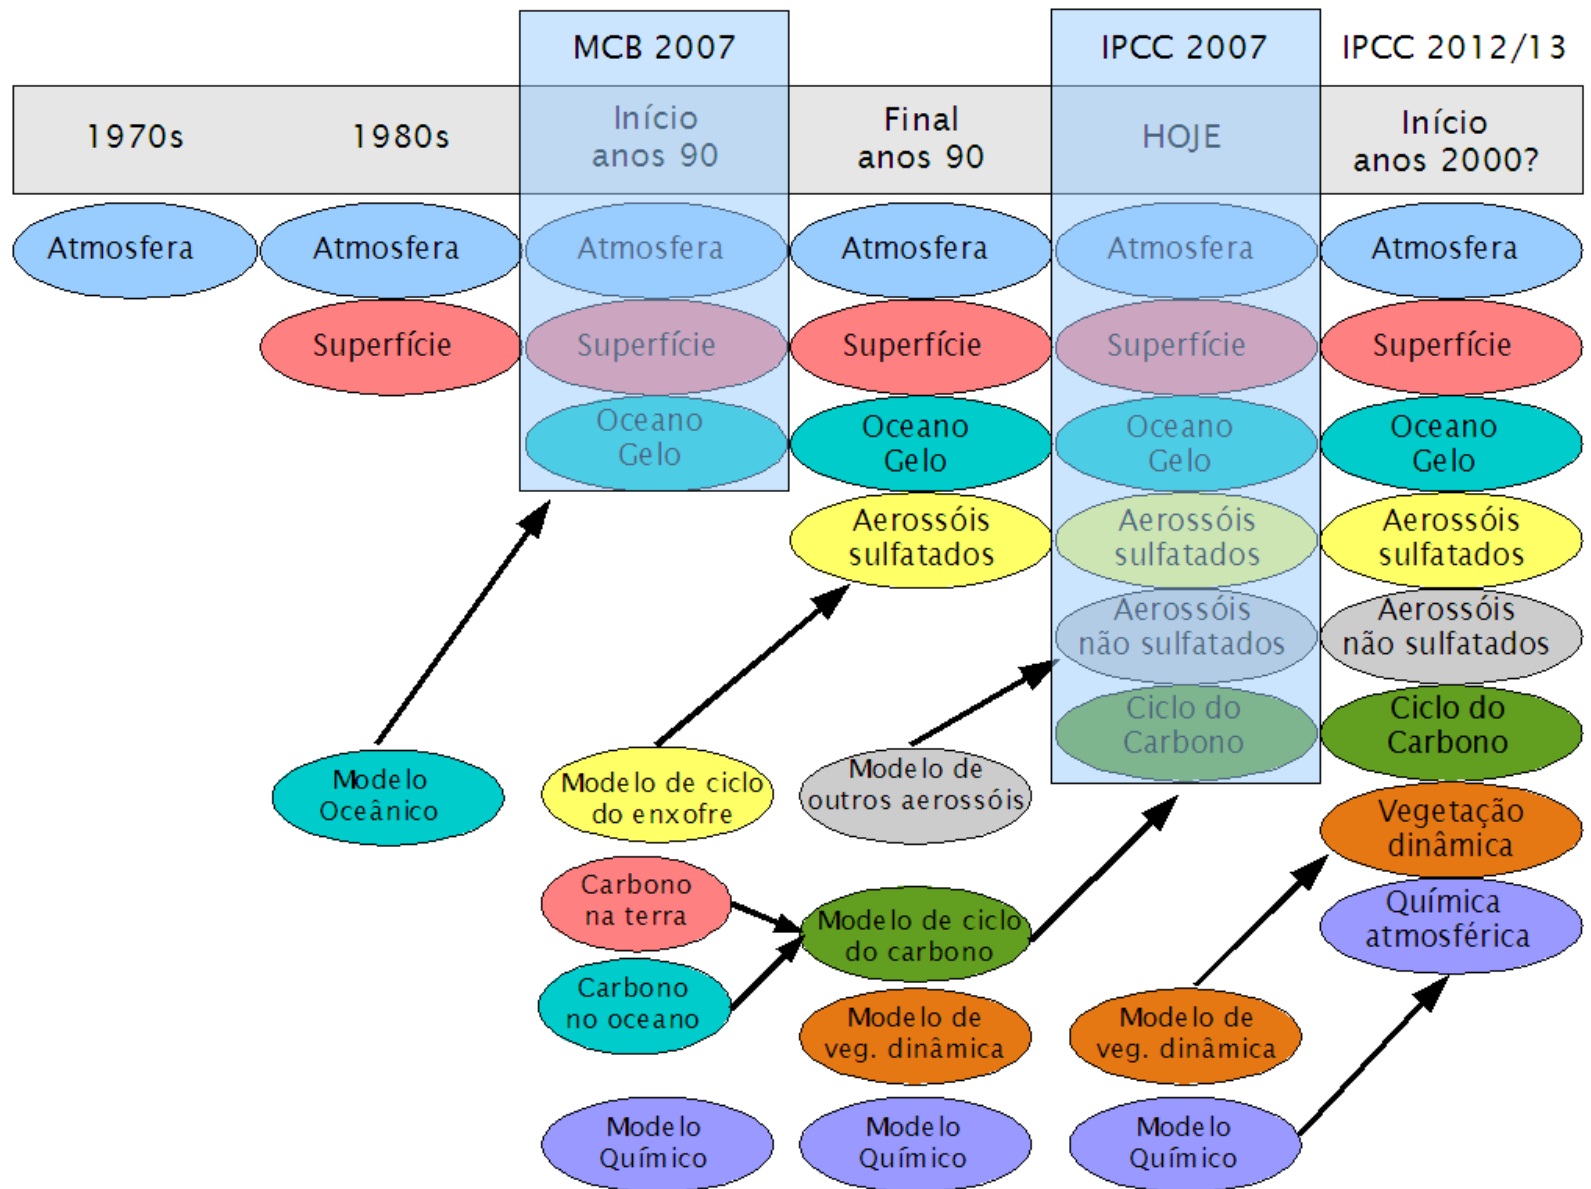 MCB 2007
IPCC 2007
IPCC 2012/13
1970s
1980s
Início
anos 90
Final
anos 90
HOJE
Início
anos 2000?
Atmosfera
Atmosfera
Atmosfera
Atmosfera
Atmosfera
Atmosfera
Superfície
Superfície
Superfície
Superfície
Superfície
Oceano
Gelo
Oceano
Gelo
Oceano
Gelo
Oceano
Gelo
Aerossóis
sulfatados
Aerossóis
sulfatados
Aerossóis
sulfatados
Aerossóis
não sulfatados
Aerossóis
não sulfatados
Ciclo do
Carbono
Ciclo do
Carbono
Modelo
Oceânico
Modelo de ciclo
do enxofre
Modelo de
outros aerossóis
Vegetação
dinâmica
Carbono
na terra
Modelo de ciclo
do carbono
Química
atmosférica
Carbono
no oceano
Modelo de
veg. dinâmica
Modelo de
veg. dinâmica
Modelo
Químico
Modelo
Químico
Modelo
Químico